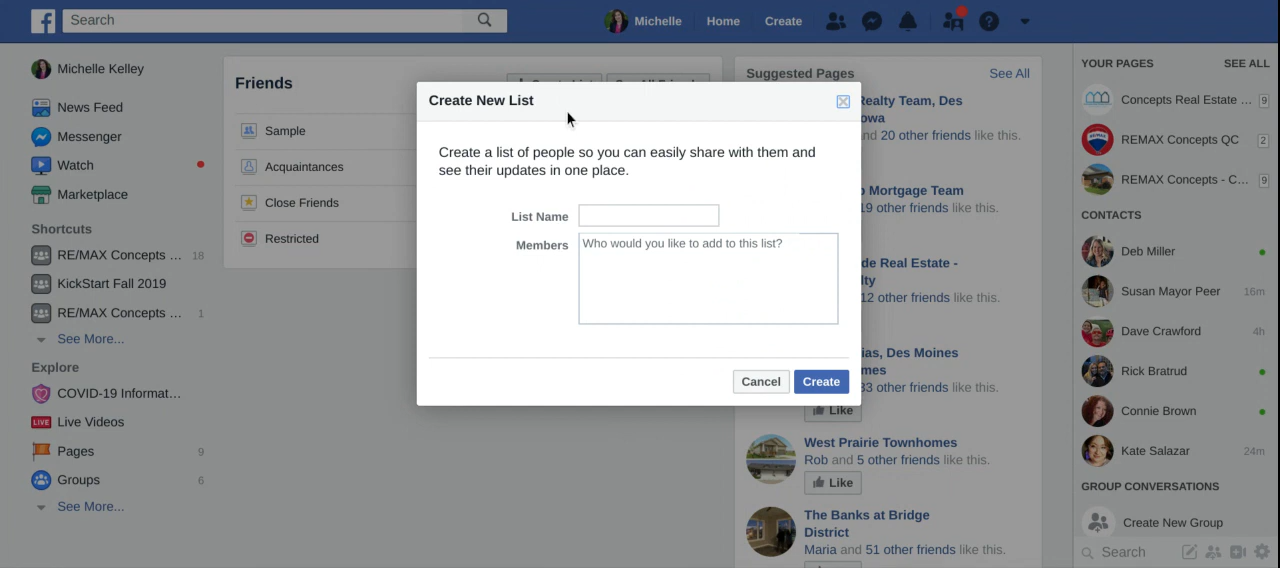 f
Search
Michelle
Home
Create
?
Michelle Kelley
News Feed
Messenger
Watch
Marketplace
Shortcuts
RE/MAX Concepts ... 18
KickStart Fall 2019
RE/MAX Concepts ... 1
See More...
Explore
COVID-19 Informat...
LIVE Live Videos
Pages 9
Groups 6
See More...
Friends
Sample
Acquaintances
Close Friends
Restricted
Create New List
Create a list of people so you can easily share with them and
see their updates in one place.
List Name
Members
Who would you like to add to this list?
Cancel
Create
Suggested Pages
See All
Realty Team, Des
owa
nd 20 other friends like this.
Mortgage Team
19 other friends like this.
de Real Estate -
lty
12 other friends like this.
ias, Des Moines
mes
33 other friends like this.
Like
West Prairie Townhomes
Rob and 5 other friends like this.
Like
The Banks at Bridge
District
Maria and 51 other friends like this.
YOUR PAGES SEE ALL
Concepts Real Estate ... 9
REMAX Concepts QC 2
REMAX Concepts - C... 9
CONTACTS
Deb Miller
Susan Mayor Peer 16m
Dave Crawford 4h
Rick Bratrud
Connie Brown
Kate Salazar 24m
GROUP CONVERSATIONS
Create New Group
Search